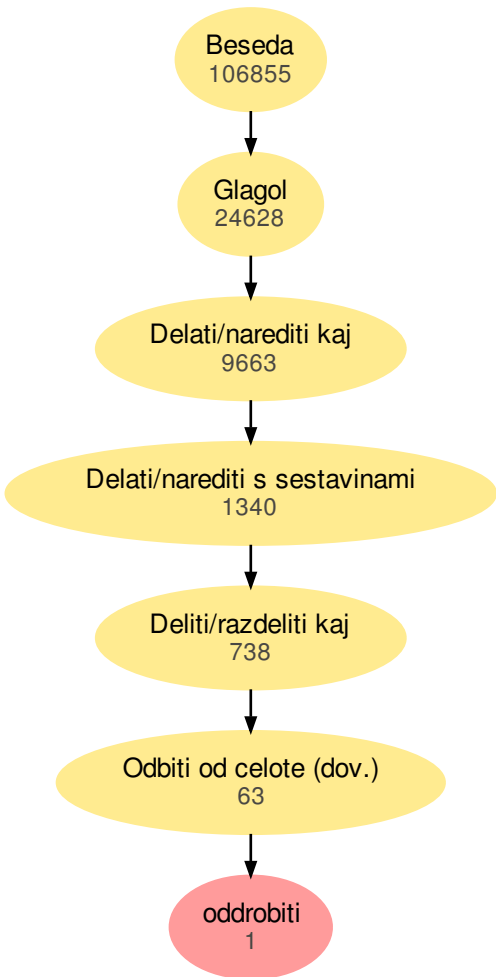 Beseda
106855
Glagol
24628
Delati/narediti kaj
9663
Delati/narediti s sestavinami
1340
Deliti/razdeliti kaj
738
Odbiti od celote (dov.)
63
oddrobiti
1